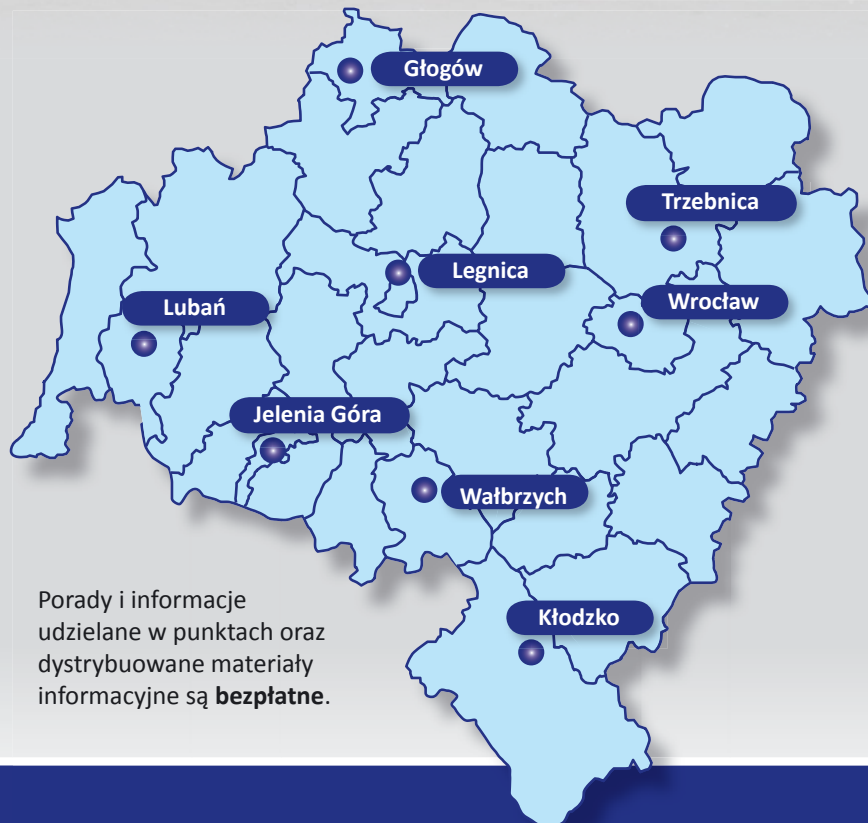 Głogów
Trzebnica
Legnica
Wrocław
Lubań
Jelenia Góra
Wałbrzych
Kłodzko
Porady i informacje
udzielane w punktach oraz
dystrybuowane materiały
informacyjne są bezpłatne.